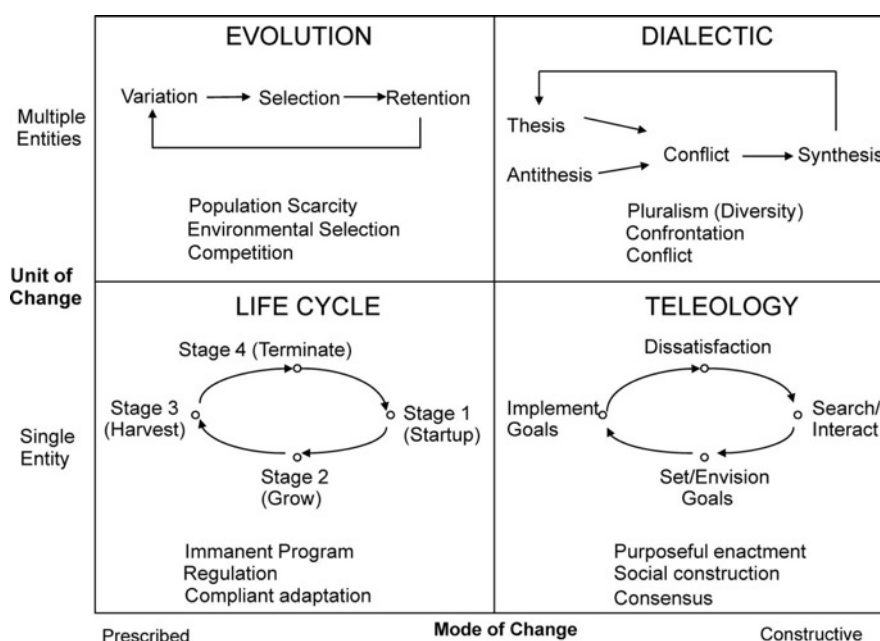 EVOLUTION
Variation Selection Retention
Population Scarcity
Environmental Selection
Competition
DIALECTIC
Thesis
Antithesis
Conflict
Synthesis
Pluralism (Diversity)
Confrontation
Conflict
Multiple
Entities
Unit of
Change
LIFE CYCLE
Stage 4 (Terminate)
Stage 3
(Harvest)
Stage 1
(Startup)
Stage 2
(Grow)
Immanent Program
Regulation
Compliant adaptation
TELEOLOGY
Dissatisfaction
Implement
Goals
Search/
Interact
Set/Envision
Goals
Purposeful enactment
Social construction
Consensus
Single
Entity
Prescribed
Mode of Change
Constructive